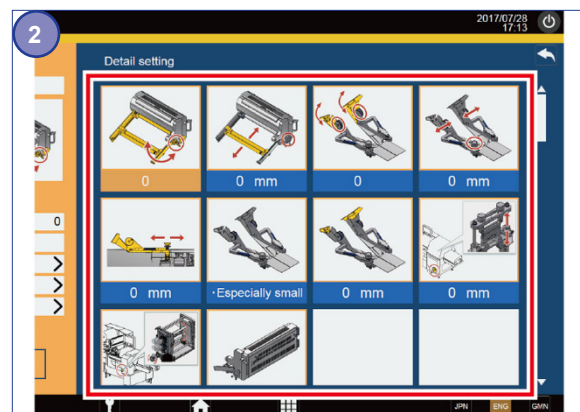 2
2017/07/28
17:13
Detail setting
0
0 mm
0
0 mm
0
0 mm
·Especially small
0 mm
0 mm
JPN ENG GMN